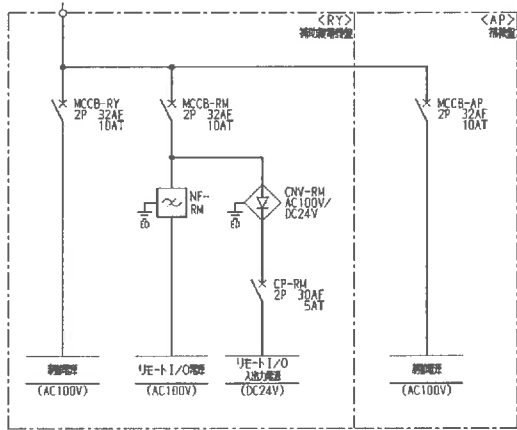 <RY>
<AP>
MCCB-RY
2P 32AF
10AT
MCCB-RM
2P 32AF
10AT
MCCB-AP
2P 32AF
10AT
NF-
RM
ED
CNV-RM
AC100V/
DC24V
ED
CP-RM
2P 30AF
5AT
(AC100V)
リモートI/O電源
(AC100V)
リモートI/O
入出力電源
(DC24V)
(AC100V)